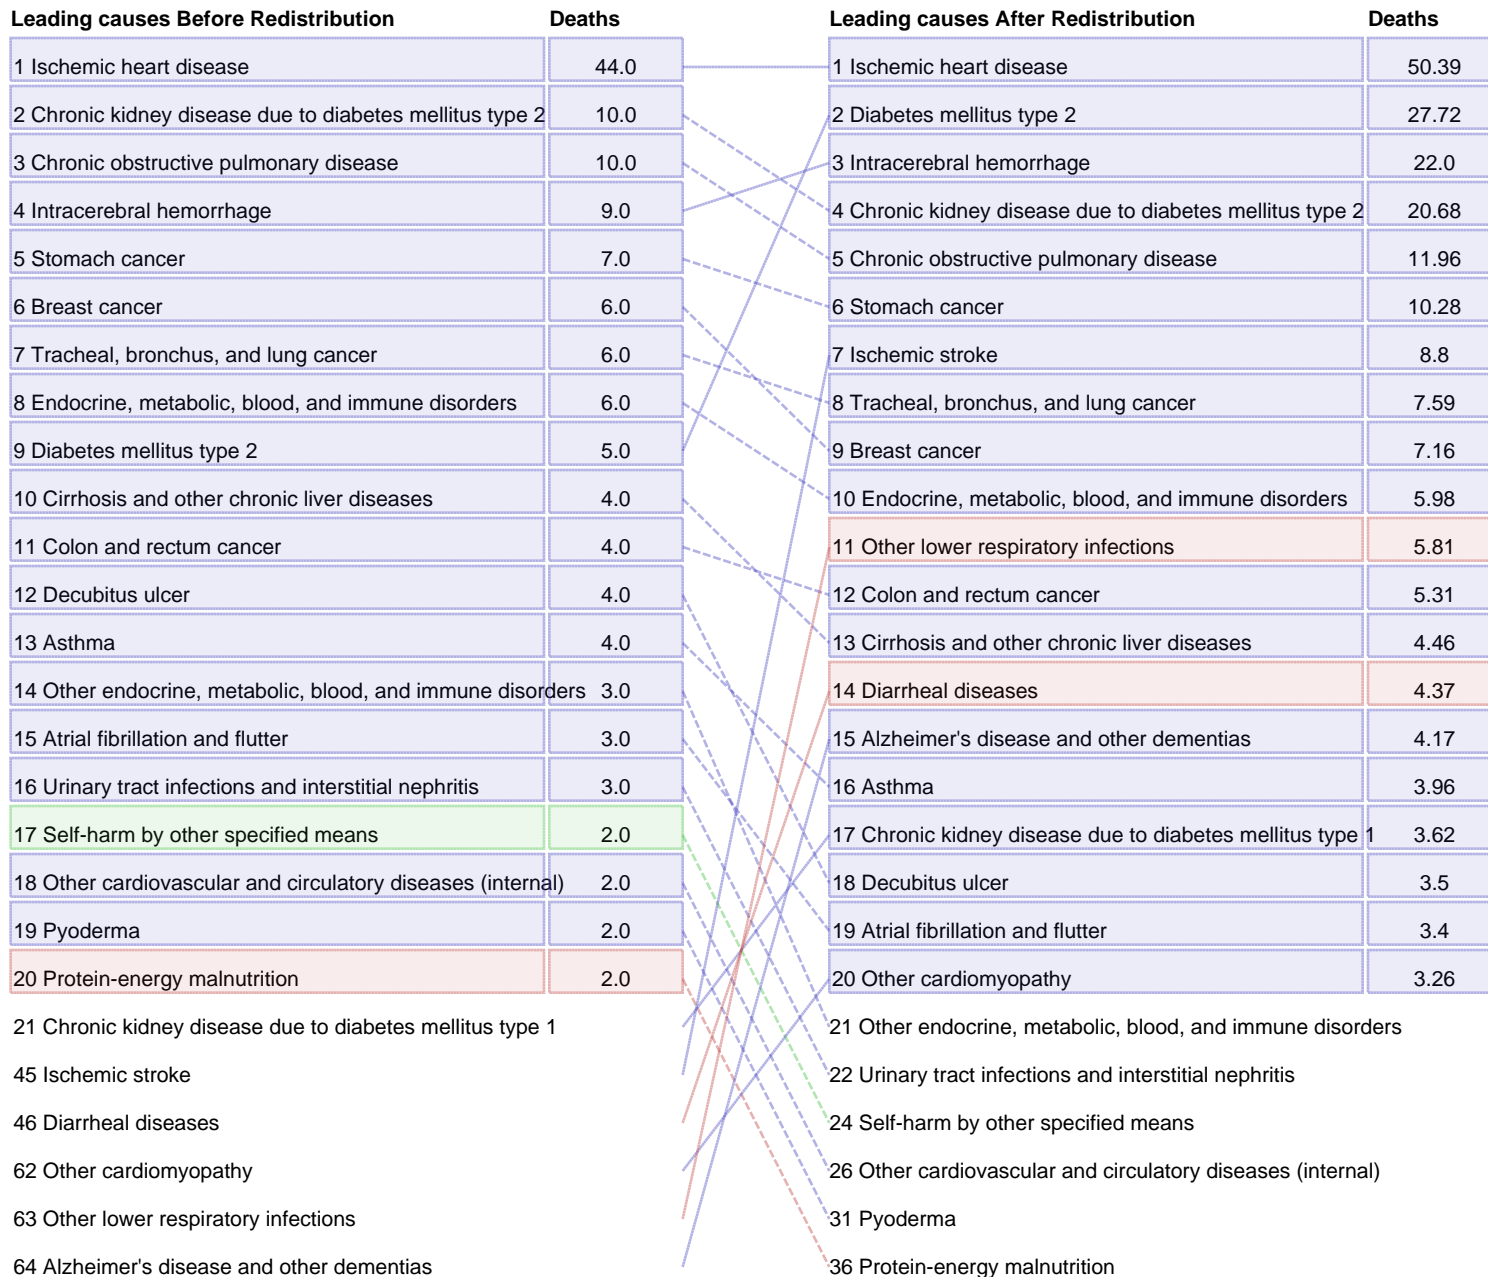 Leading causes Before Redistribution Deaths Leading causes After Redistribution Deaths
1 Ischemic heart disease 44.0 1 Ischemic heart disease 50.39
2 Chronic kidney disease due to diabetes mellitus type 2 10.0 2 Diabetes mellitus type 2 27.72
3 Chronic obstructive pulmonary disease 10.0 3 Intracerebral hemorrhage 22.0
4 Intracerebral hemorrhage 9.0 4 Chronic kidney disease due to diabetes mellitus type 2 20.68
5 Stomach cancer 7.0 5 Chronic obstructive pulmonary disease 11.96
6 Breast cancer 6.0 6 Stomach cancer 10.28
7 Tracheal, bronchus, and lung cancer 6.0 7 Ischemic stroke 8.8
8 Endocrine, metabolic, blood, and immune disorders 6.0 8 Tracheal, bronchus, and lung cancer 7.59
9 Diabetes mellitus type 2 5.0 9 Breast cancer 7.16
10 Cirrhosis and other chronic liver diseases 4.0 10 Endocrine, metabolic, blood, and immune disorders 5.98
11 Colon and rectum cancer 4.0 11 Other lower respiratory infections 5.81
12 Decubitus ulcer 4.0 12 Colon and rectum cancer 5.31
13 Asthma 4.0 13 Cirrhosis and other chronic liver diseases 4.46
14 Other endocrine, metabolic, blood, and immune disorders 3.0 14 Diarrheal diseases 4.37
15 Atrial fibrillation and flutter 3.0 15 Alzheimer's disease and other dementias 4.17
16 Urinary tract infections and interstitial nephritis 3.0 16 Asthma 3.96
17 Self-harm by other specified means 2.0 17 Chronic kidney disease due to diabetes mellitus type 1 3.62
18 Other cardiovascular and circulatory diseases (internal) 2.0 18 Decubitus ulcer 3.5
19 Pyoderma 2.0 19 Atrial fibrillation and flutter 3.4
20 Protein-energy malnutrition 2.0 20 Other cardiomyopathy 3.26
21 Chronic kidney disease due to diabetes mellitus type 1 21 Other endocrine, metabolic, blood, and immune disorders
45 Ischemic stroke 22 Urinary tract infections and interstitial nephritis
46 Diarrheal diseases 24 Self-harm by other specified means
62 Other cardiomyopathy 26 Other cardiovascular and circulatory diseases (internal)
63 Other lower respiratory infections 31 Pyoderma
64 Alzheimer's disease and other dementias 36 Protein-energy malnutrition